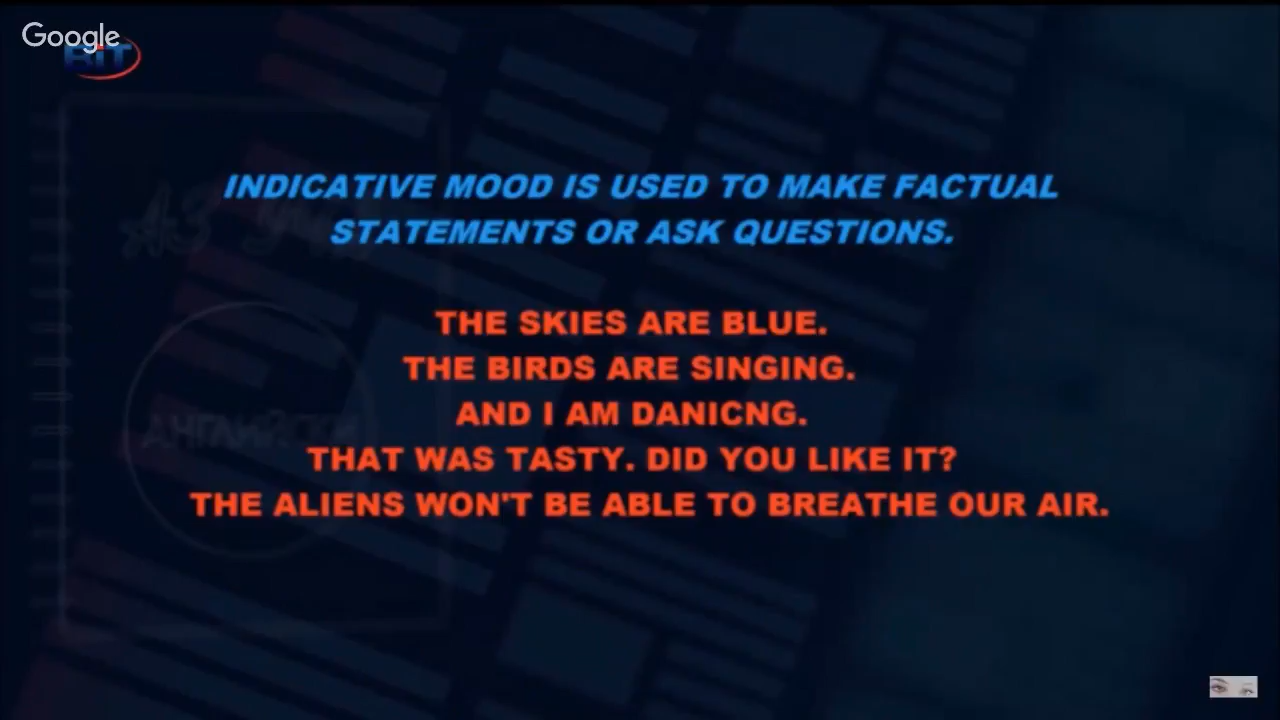 Google
BiT
INDICATIVE MOOD IS USED TO MAKE FACTUAL
STATEMENTS OR ASK QUESTIONS.
THE SKIES ARE BLUE.
THE BIRDS ARE SINGING.
AND I AM DANICNG.
THAT WAS TASTY. DID YOU LIKE IT?
THE ALIENS WON'T BE ABLE TO BREATHE OUR AIR.